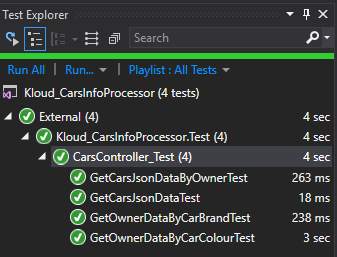 Test Explorer
Search
Run All | Run... | Playlist : All Tests
Kloud_CarsInfoProcessor (4 tests)
External (4) 4 sec
Kloud_CarsInfoProcessor.Test (4) 4 sec
CarsController_Test (4) 4 sec
GetCarsJsonDataByOwnerTest 263 ms
GetCarsJsonDataTest 18 ms
GetOwnerDataByCarBrandTest 238 ms
GetOwnerDataByCarColourTest 3 sec